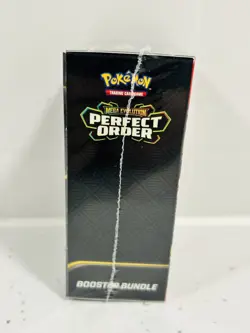 Pokémon
TRADING CARD GAME
MEGA EVOLUTION
PERFECT ORDER
BOOSTER BUNDLE